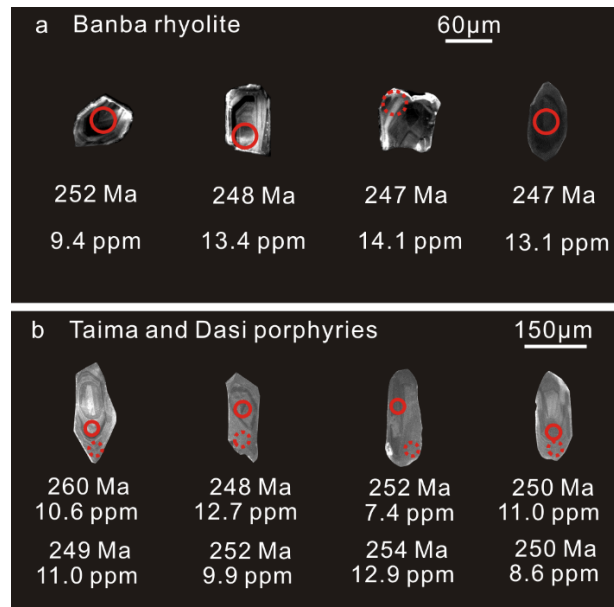 a Banba rhyolite 60μm
252 Ma 248 Ma 247 Ma 247 Ma
9.4 ppm 13.4 ppm 14.1 ppm 13.1 ppm
b Taima and Dasi porphyries 150μm
260 Ma 248 Ma 252 Ma 250 Ma
10.6 ppm 12.7 ppm 7.4 ppm 11.0 ppm
249 Ma 252 Ma 254 Ma 250 Ma
11.0 ppm 9.9 ppm 12.9 ppm 8.6 ppm